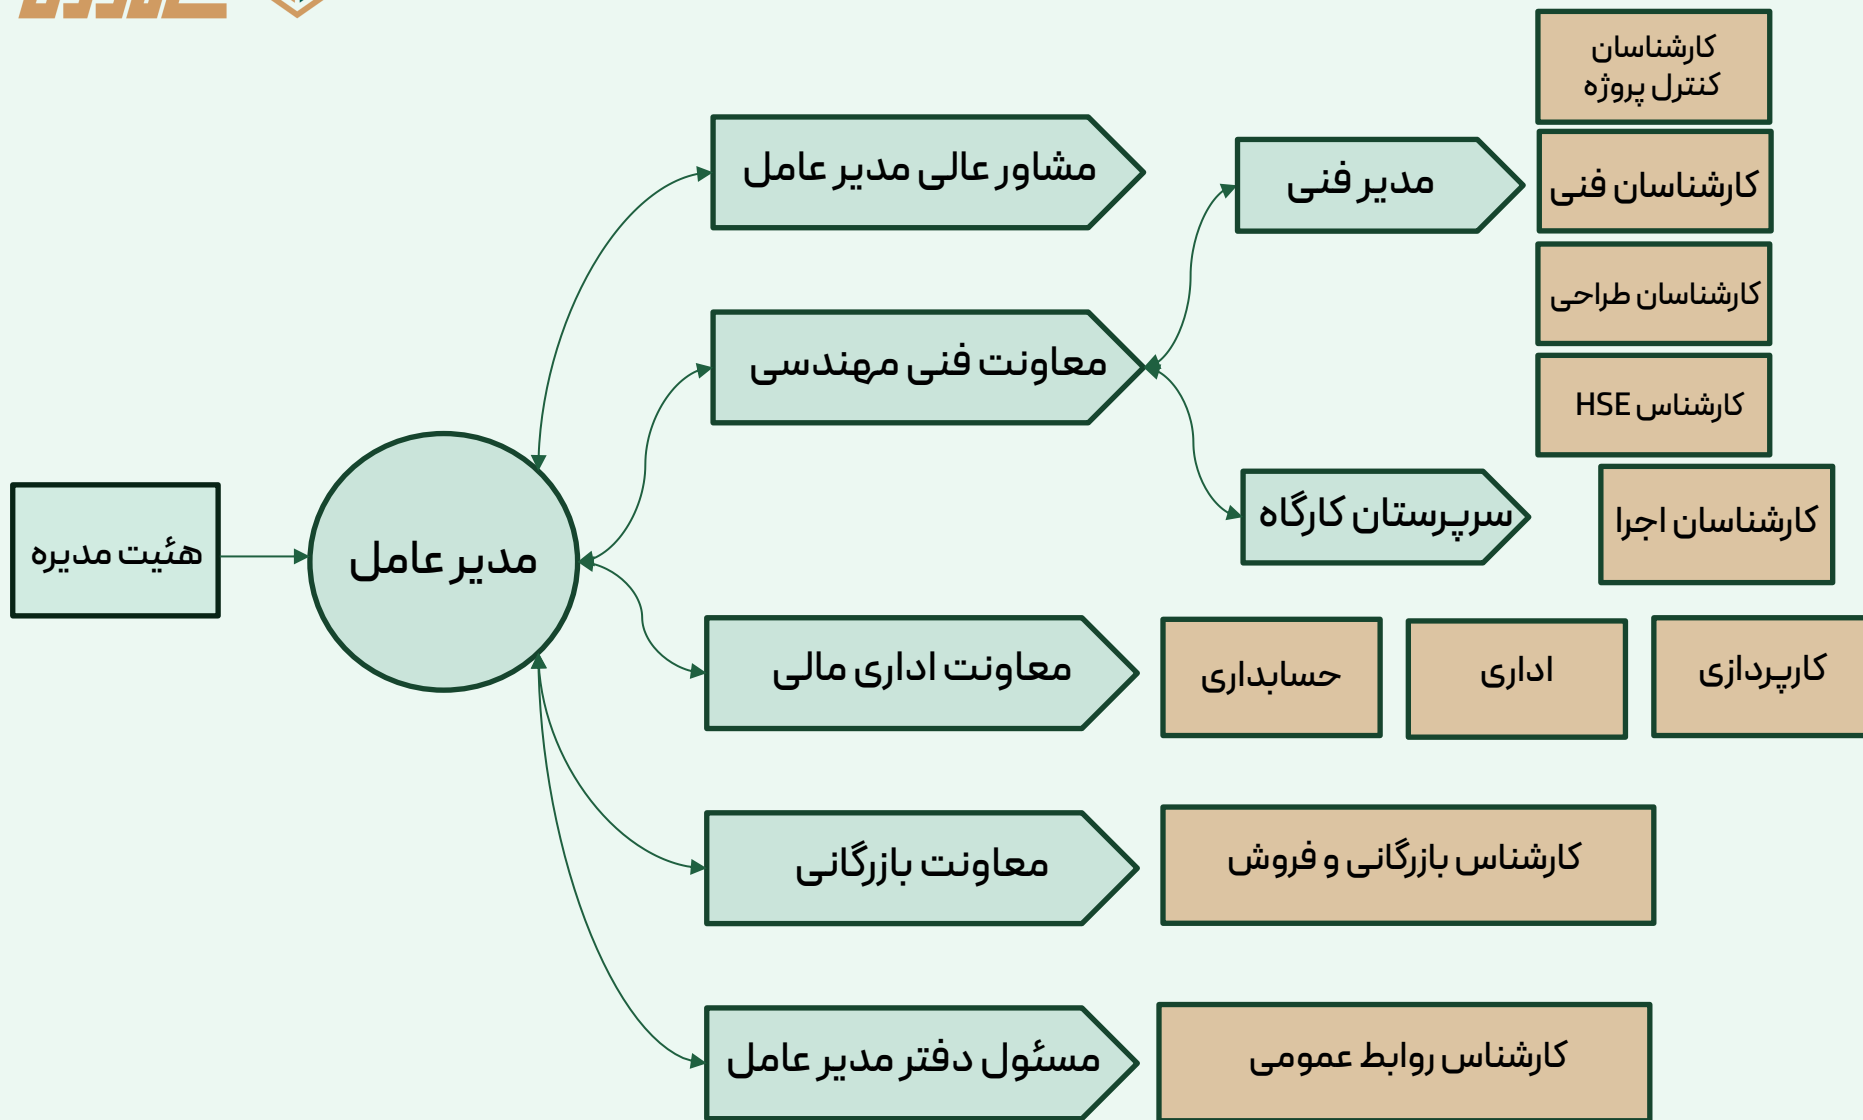 کارشناسان
کنترل پروژه
مشاور عالی مدیر عامل
مدیر فنی
کارشناسان فنی
کارشناسان طراحی
معاونت فنی مهندسی
کارشناس HSE
سرپرستان کارگاه
کارشناسان اجرا
هئیت مدیره
مدیر عامل
معاونت اداری مالی
حسابداری
اداری
کارپردازی
معاونت بازرگانی
کارشناس بازرگانی و فروش
مسئول دفتر مدیر عامل
کارشناس روابط عمومی